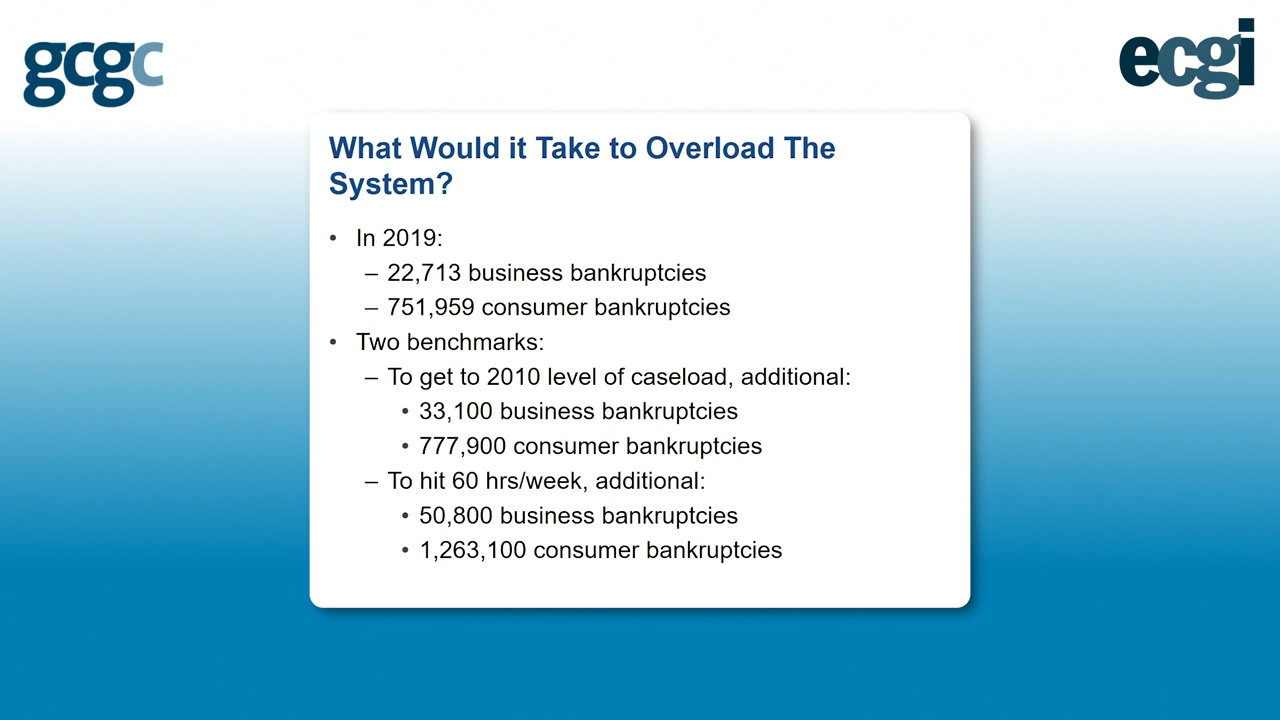 gcgc
ecgi
What Would it Take to Overload The
System?
• In 2019:
– 22,713 business bankruptcies
– 751,959 consumer bankruptcies
• Two benchmarks:
– To get to 2010 level of caseload, additional:
• 33,100 business bankruptcies
• 777,900 consumer bankruptcies
– To hit 60 hrs/week, additional:
• 50,800 business bankruptcies
• 1,263,100 consumer bankruptcies